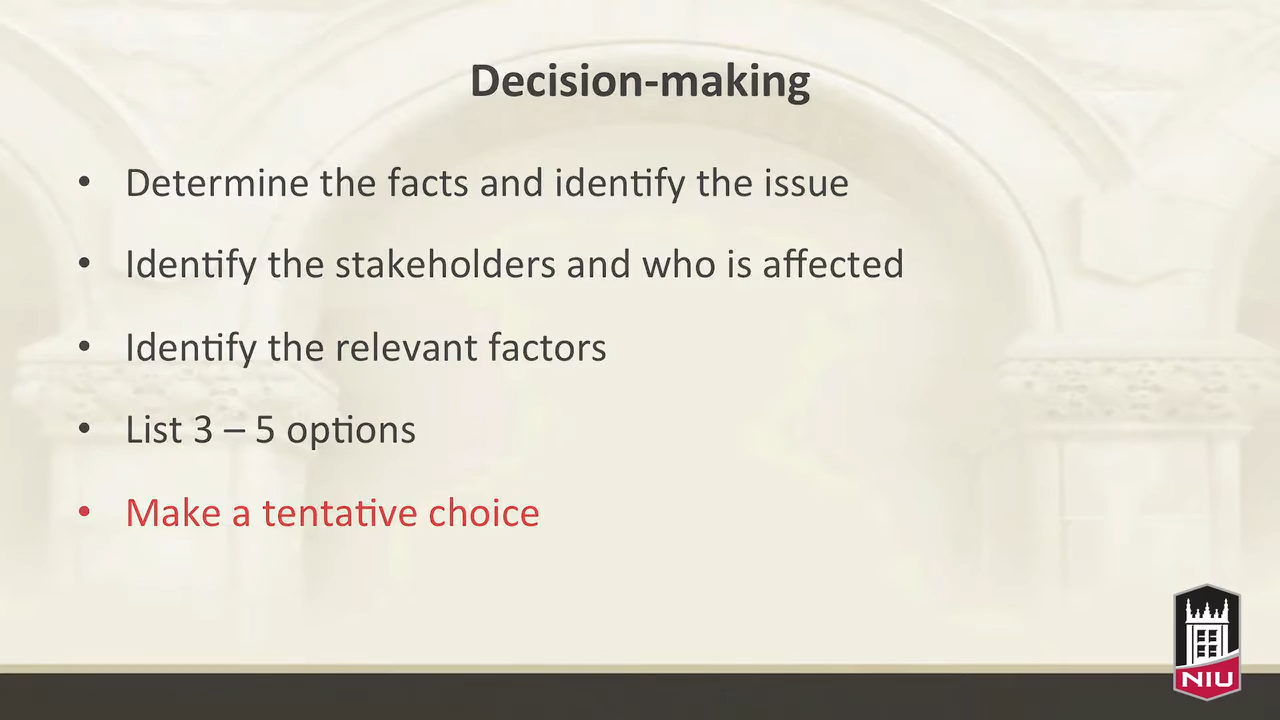 Decision-making
• Determine the facts and identify the issue
• Identify the stakeholders and who is affected
• Identify the relevant factors
• List 3 – 5 options
• Make a tentative choice
NIU